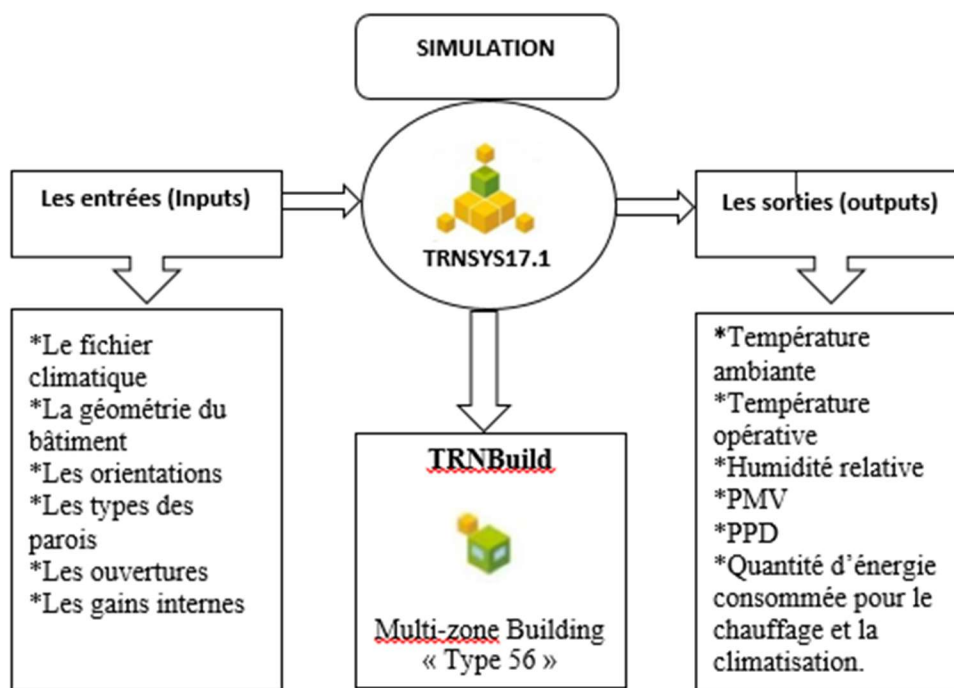 SIMULATION
Les entrées (Inputs)
TRNSYS17.1
Les sortie (outputs)
*Le fichier
climatique
*La géométrie du
bâtiment
*Les orientations
*Les types des
parois
*Les ouvertures
*Les gains internes
TRNBuild
Multi-zone Building
« Type 56 »
*Température
ambiante
*Température
opérative
*Humidité relative
*PMV
*PPD
*Quantité d’énergie
consommée pour le
chauffage et la
climatisation.